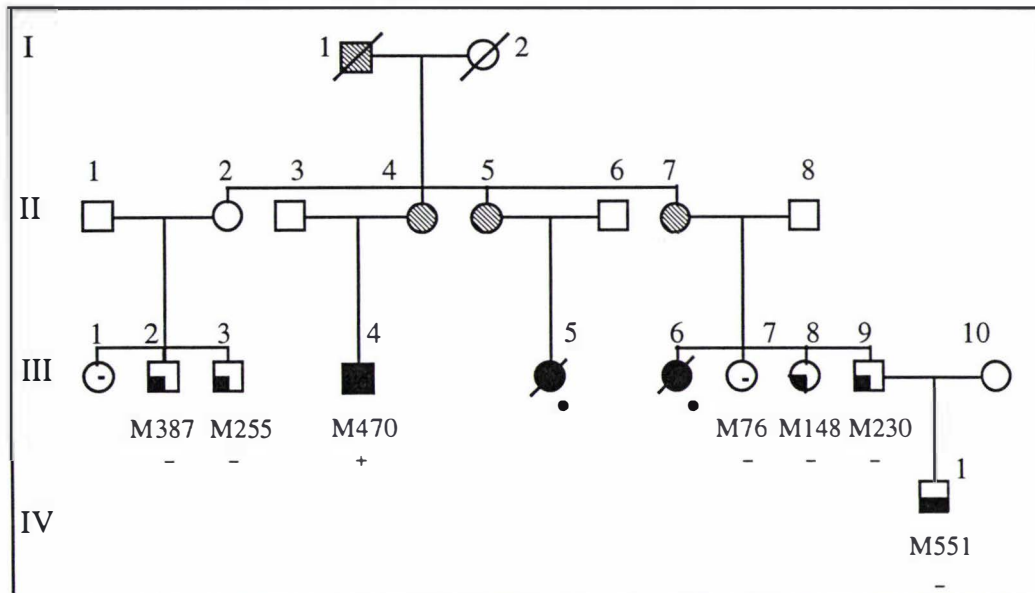 I
1 2
1 2 3 4 5 6 7 8
II
1 2 3 4 5 6 7 8 9 10
III
- -
M387 M255 M470 M76 M148 M230
- - + - - -
1
IV
M551
-